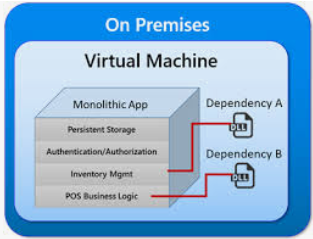 On Premises
Virtual Machine
Monolithic App
Persistent Storage
Authentication/Authorization
Inventory Mgmt
POS Business Logic
Dependency A
DLL
Dependency B
DLL